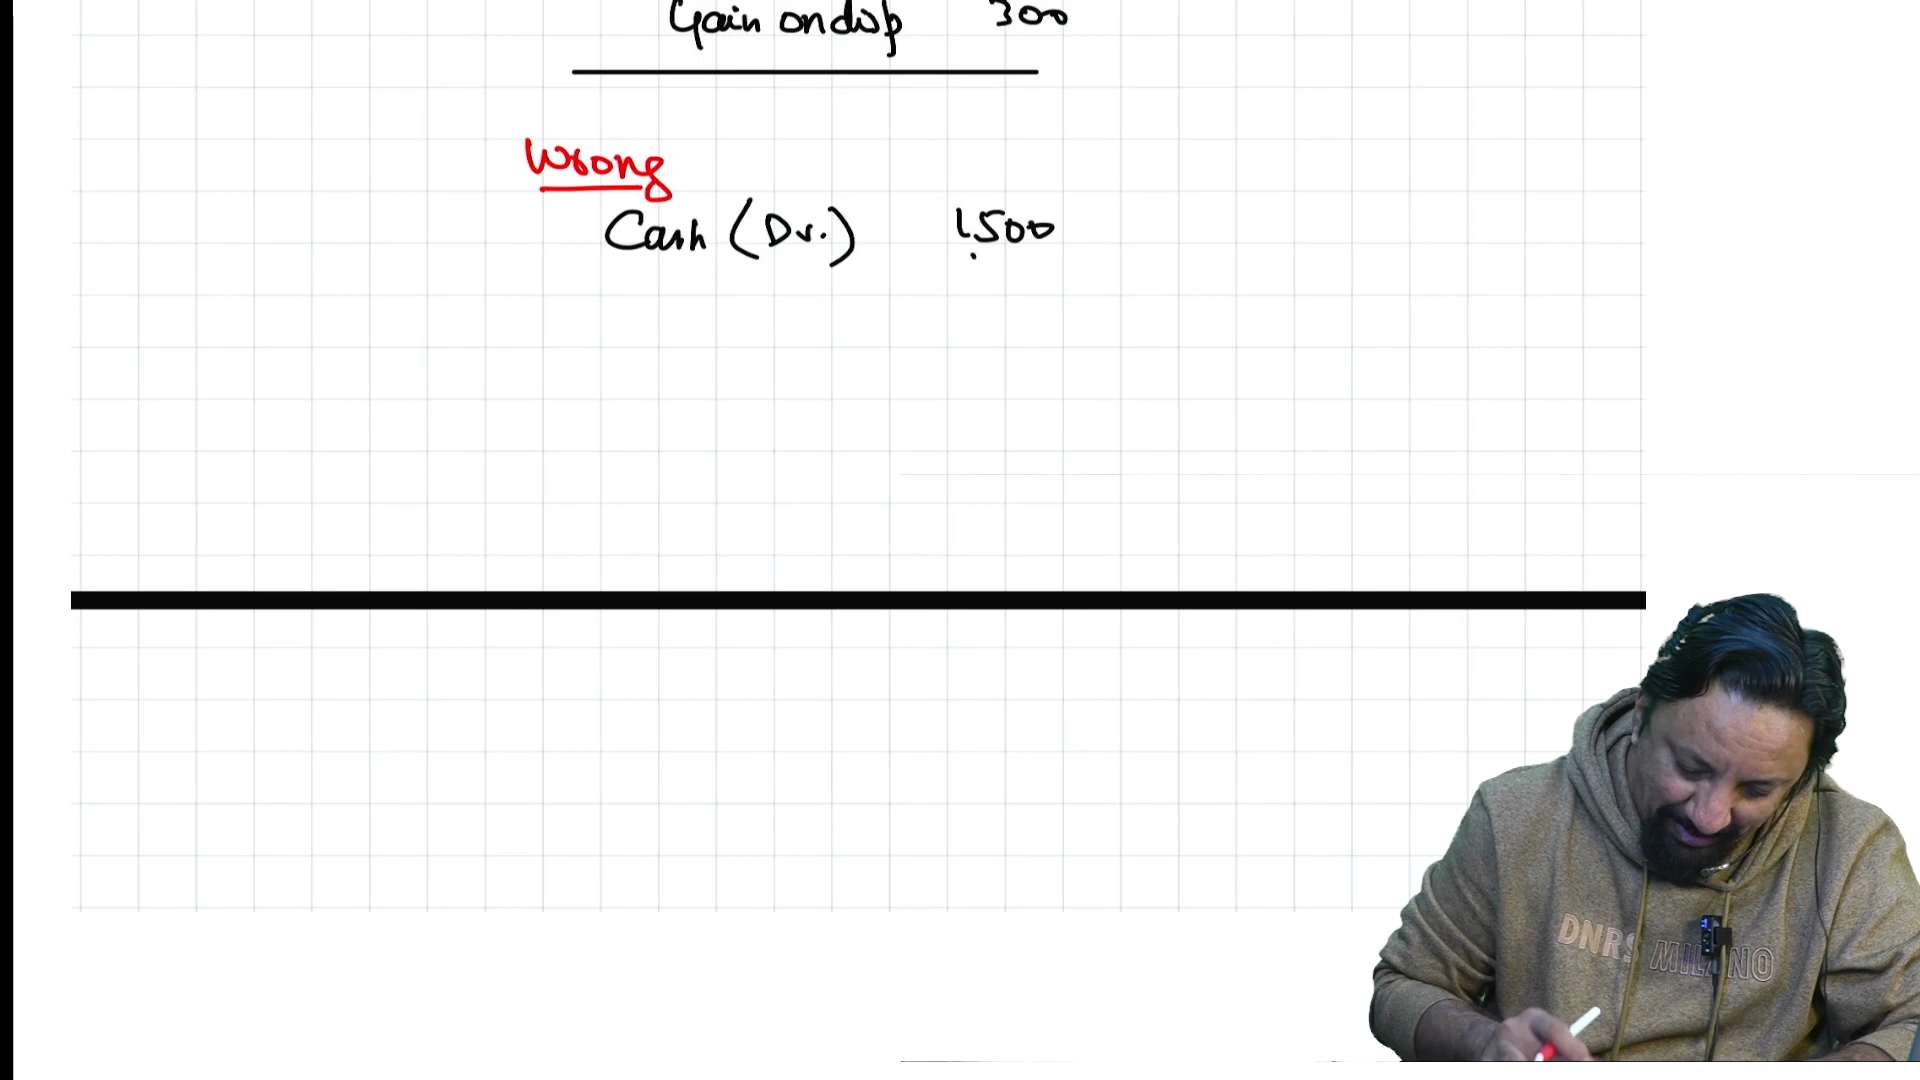 Gain on disp 300
Wrong
Cash (Dr.) 1,500
DNRS MILANO